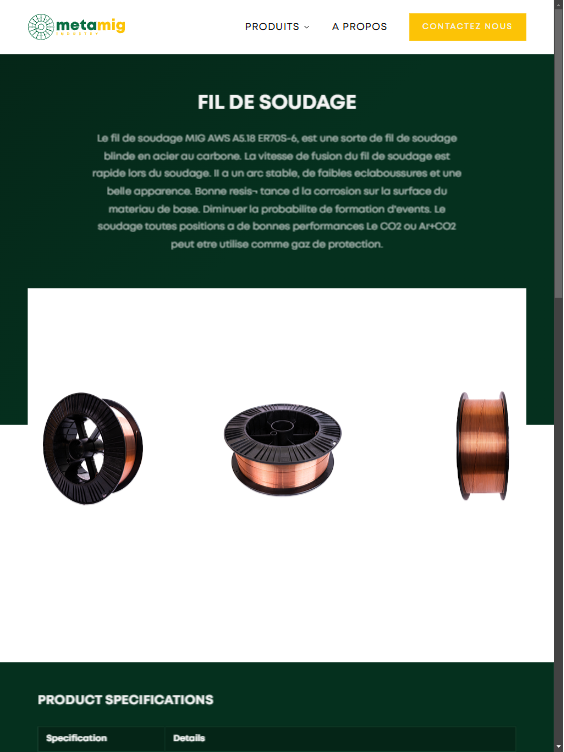 metamig
INDUSTRY
PRODUITS
A PROPOS
CONTACTEZ NOUS
FIL DE SOUDAGE
Le fil de soudage MIG AWS A5.18 ER70S-6, est une sorte de fil de soudage
blinde en acier au carbone. La vitesse de fusion du fil de soudage est
rapide lors du soudage. Il a un arc stable, de faibles eclaboussures et une
belle apparence. Bonne resis¬ tance d la corrosion sur la surface du
materiau de base. Diminuer la probabilite de formation d'events. Le
soudage toutes positions a de bonnes performances Le CO2 ou Ar+CO2
peut etre utilise comme gaz de protection.
PRODUCT SPECIFICATIONS
Specification
Details